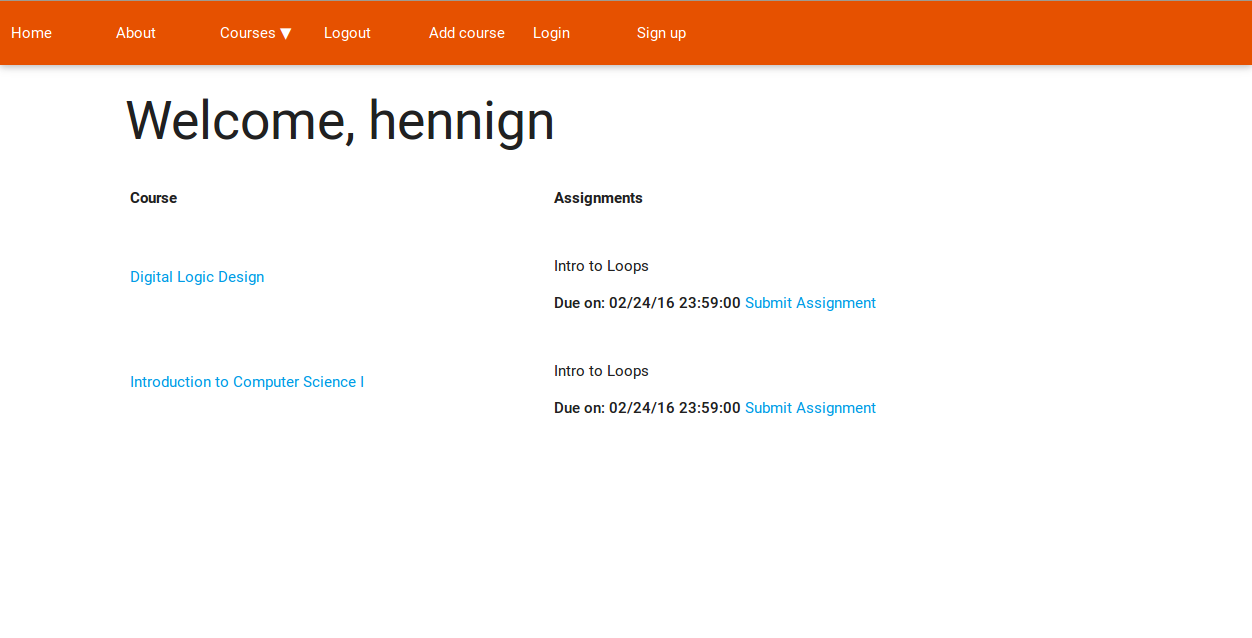 Home About Courses ▼ Logout Add course Login Sign up
Welcome, hennign
Course Assignments
Intro to Loops
Digital Logic Design
Due on: 02/24/16 23:59:00 Submit Assignment
Intro to Loops
Introduction to Computer Science I
Due on: 02/24/16 23:59:00 Submit Assignment